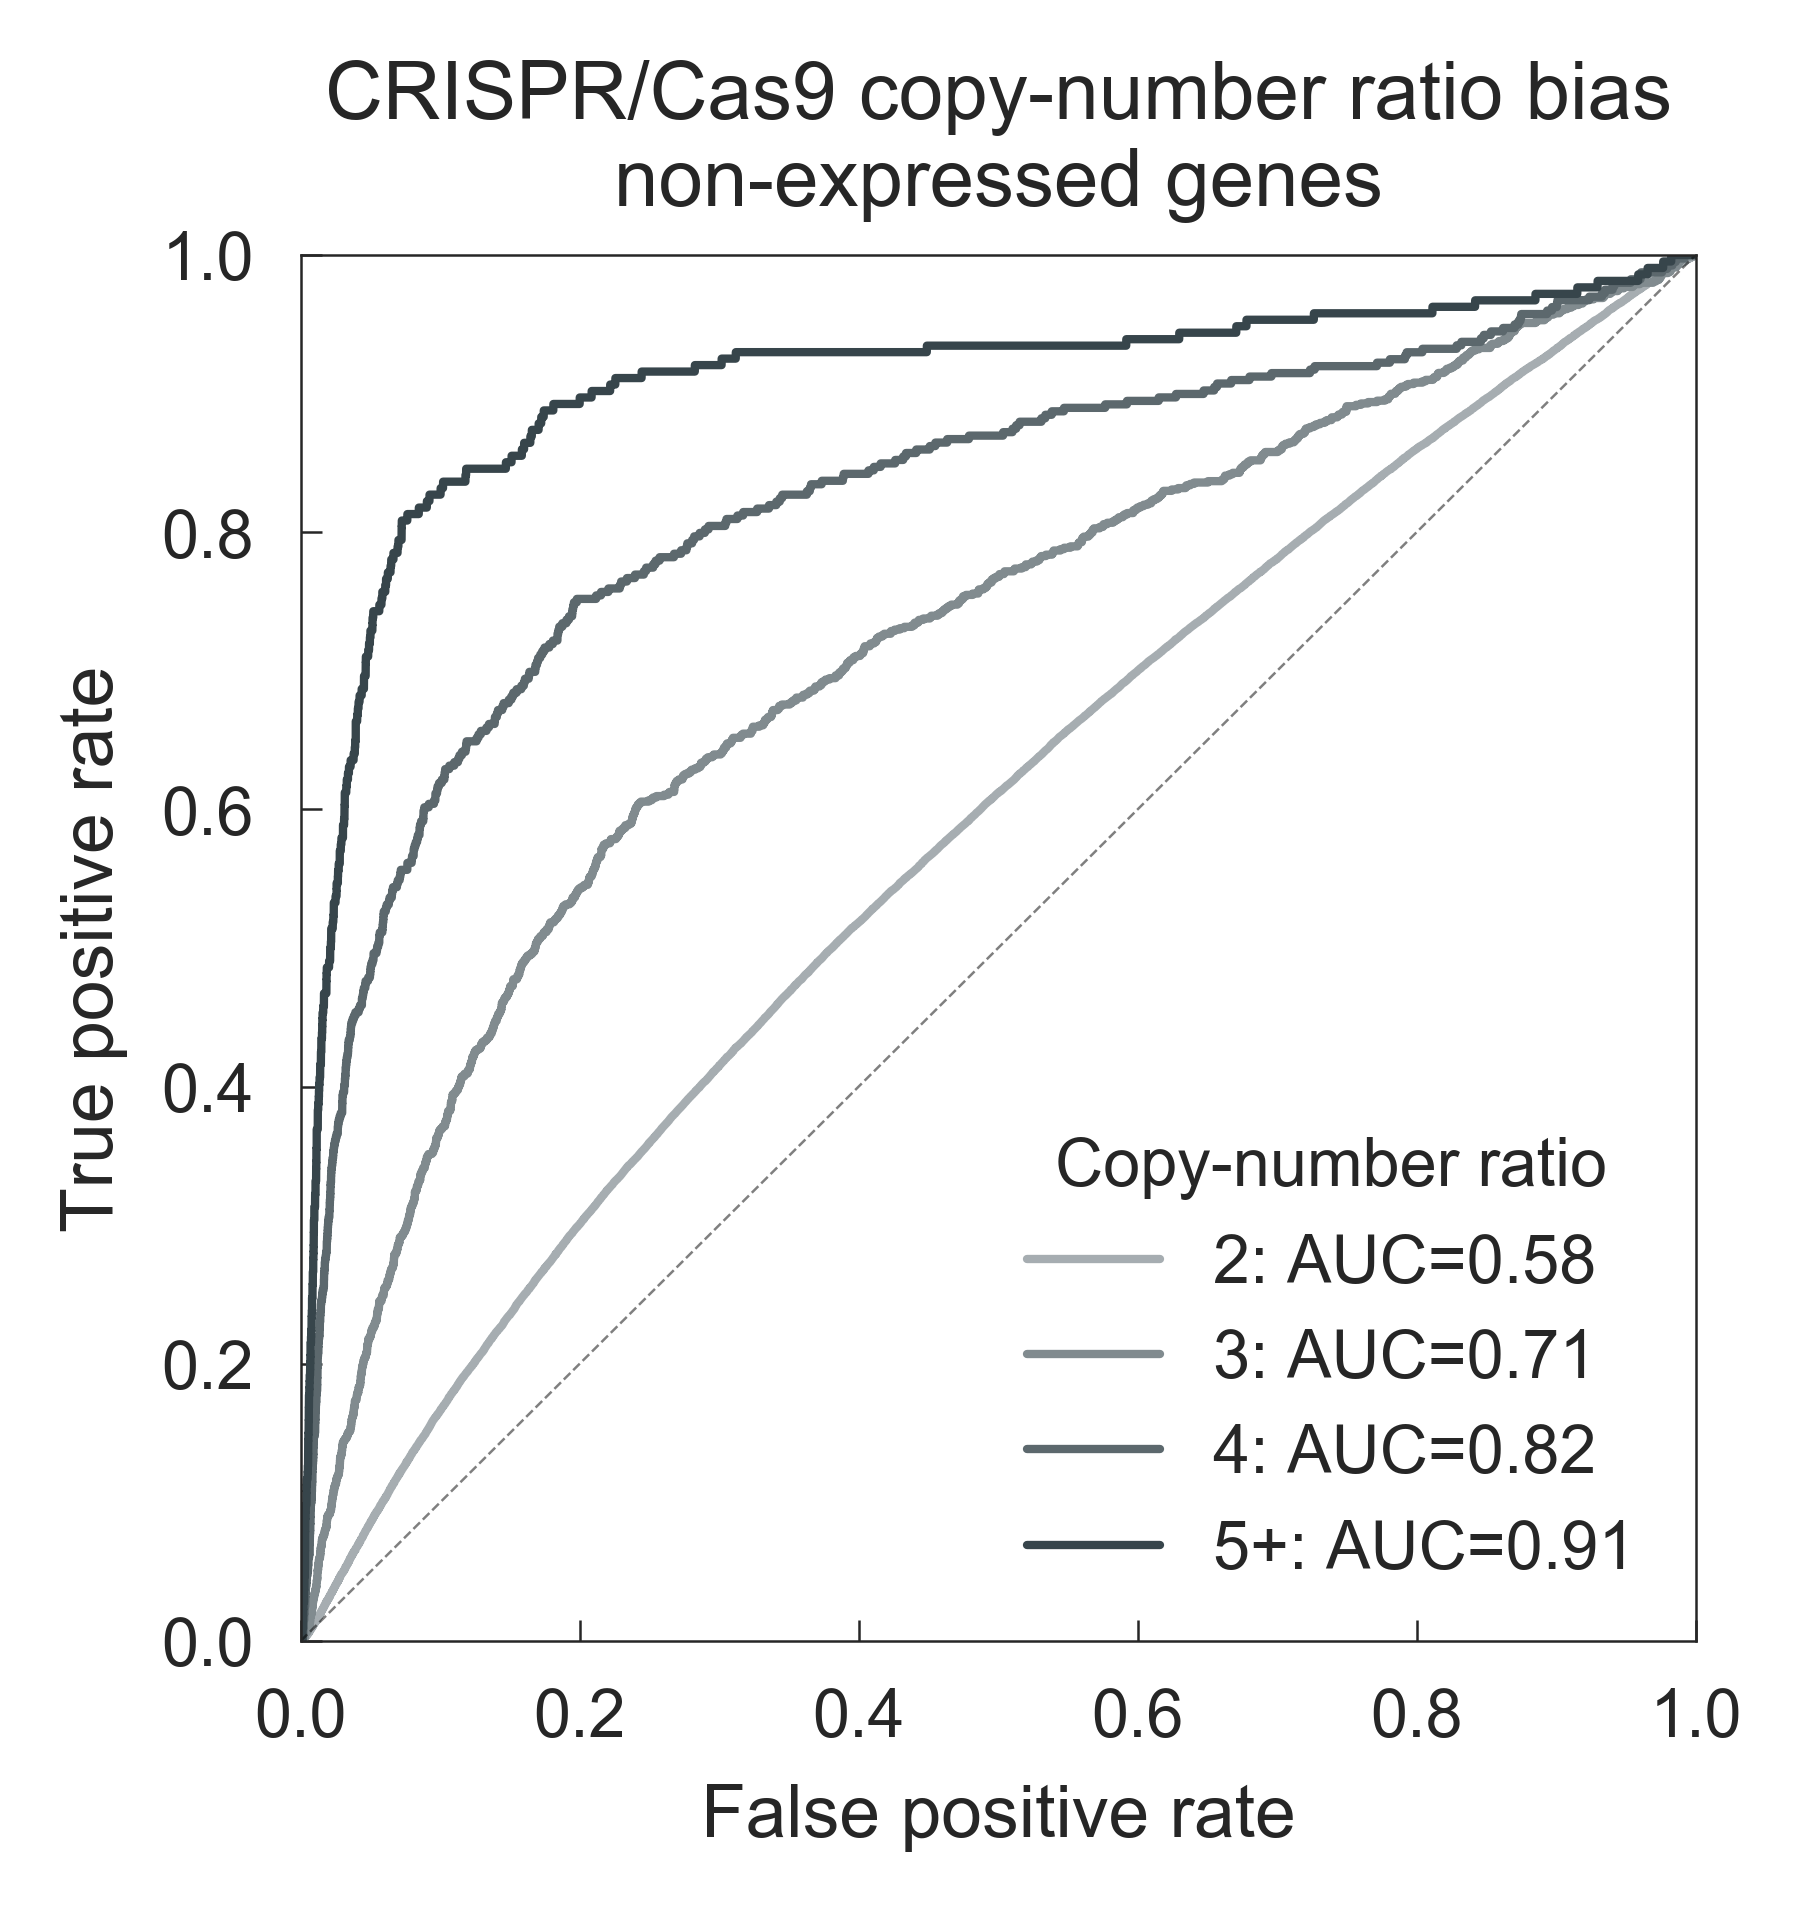 CRISPR/Cas9 copy-number ratio bias
non-expressed genes
True positive rate
1.0
0.8
0.6
0.4
0.2
0.0
Copy-number ratio
2: AUC=0.58
3: AUC=0.71
4: AUC=0.82
5+: AUC=0.91
0.0 0.2 0.4 0.6 0.8 1.0
False positive rate